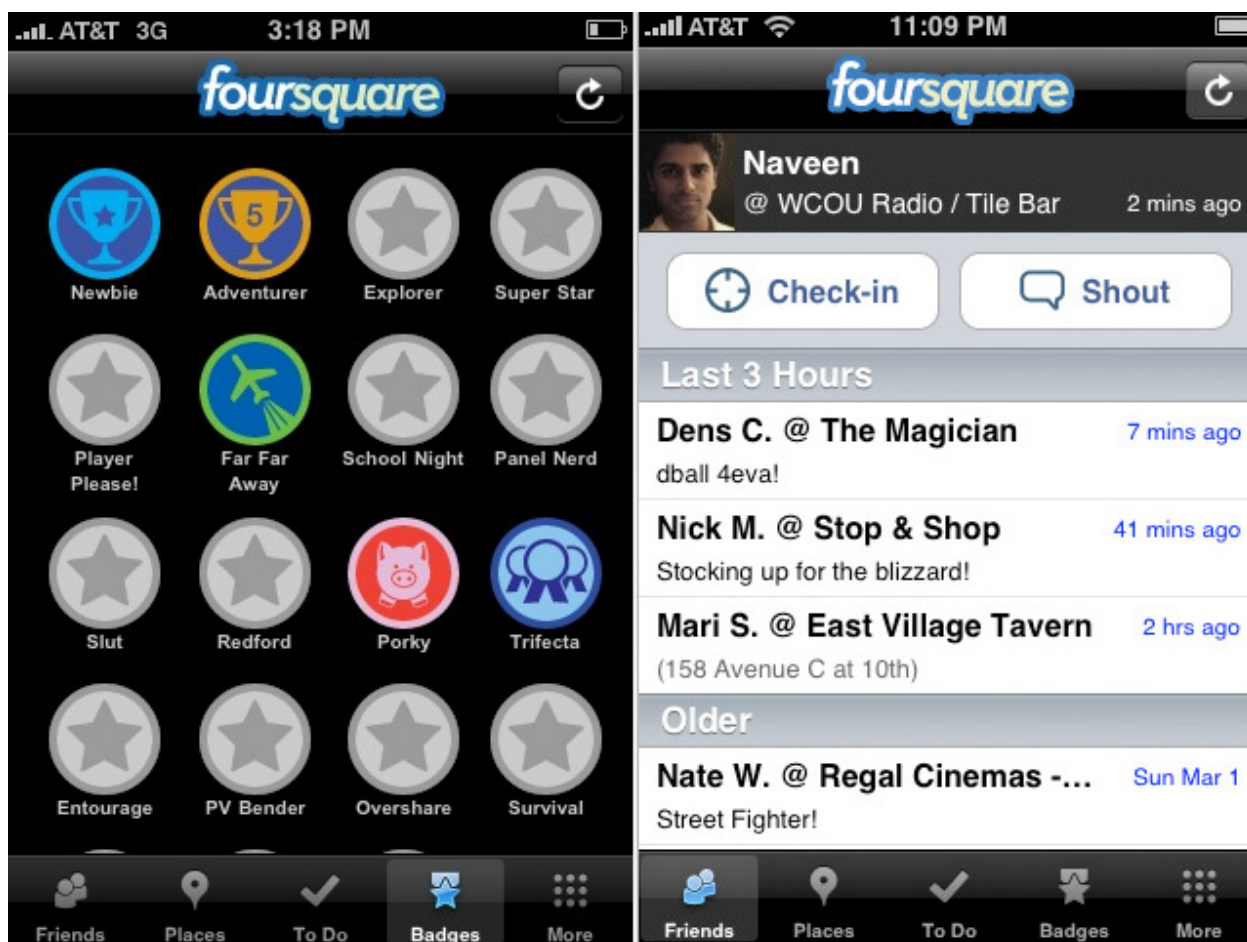 AT&T 3G 3:18 PM
foursquare
5
Newbie Adventurer Explorer Super Star
Player Please! Far Far Away School Night Panel Nerd
Slut Redford Porky Trifecta
Entourage PV Bender Overshare Survival
Friends Places To Do Badges More
AT&T 11:09 PM
foursquare
Naveen
@ WCOU Radio / Tile Bar 2 mins ago
Check-in Shout
Last 3 Hours
Dens C. @ The Magician 7 mins ago
dball 4eva!
Nick M. @ Stop & Shop 41 mins ago
Stocking up for the blizzard!
Mari S. @ East Village Tavern 2 hrs ago
(158 Avenue C at 10th)
Older
Nate W. @ Regal Cinemas -... Sun Mar 1
Street Fighter!
Friends Places To Do Badges More